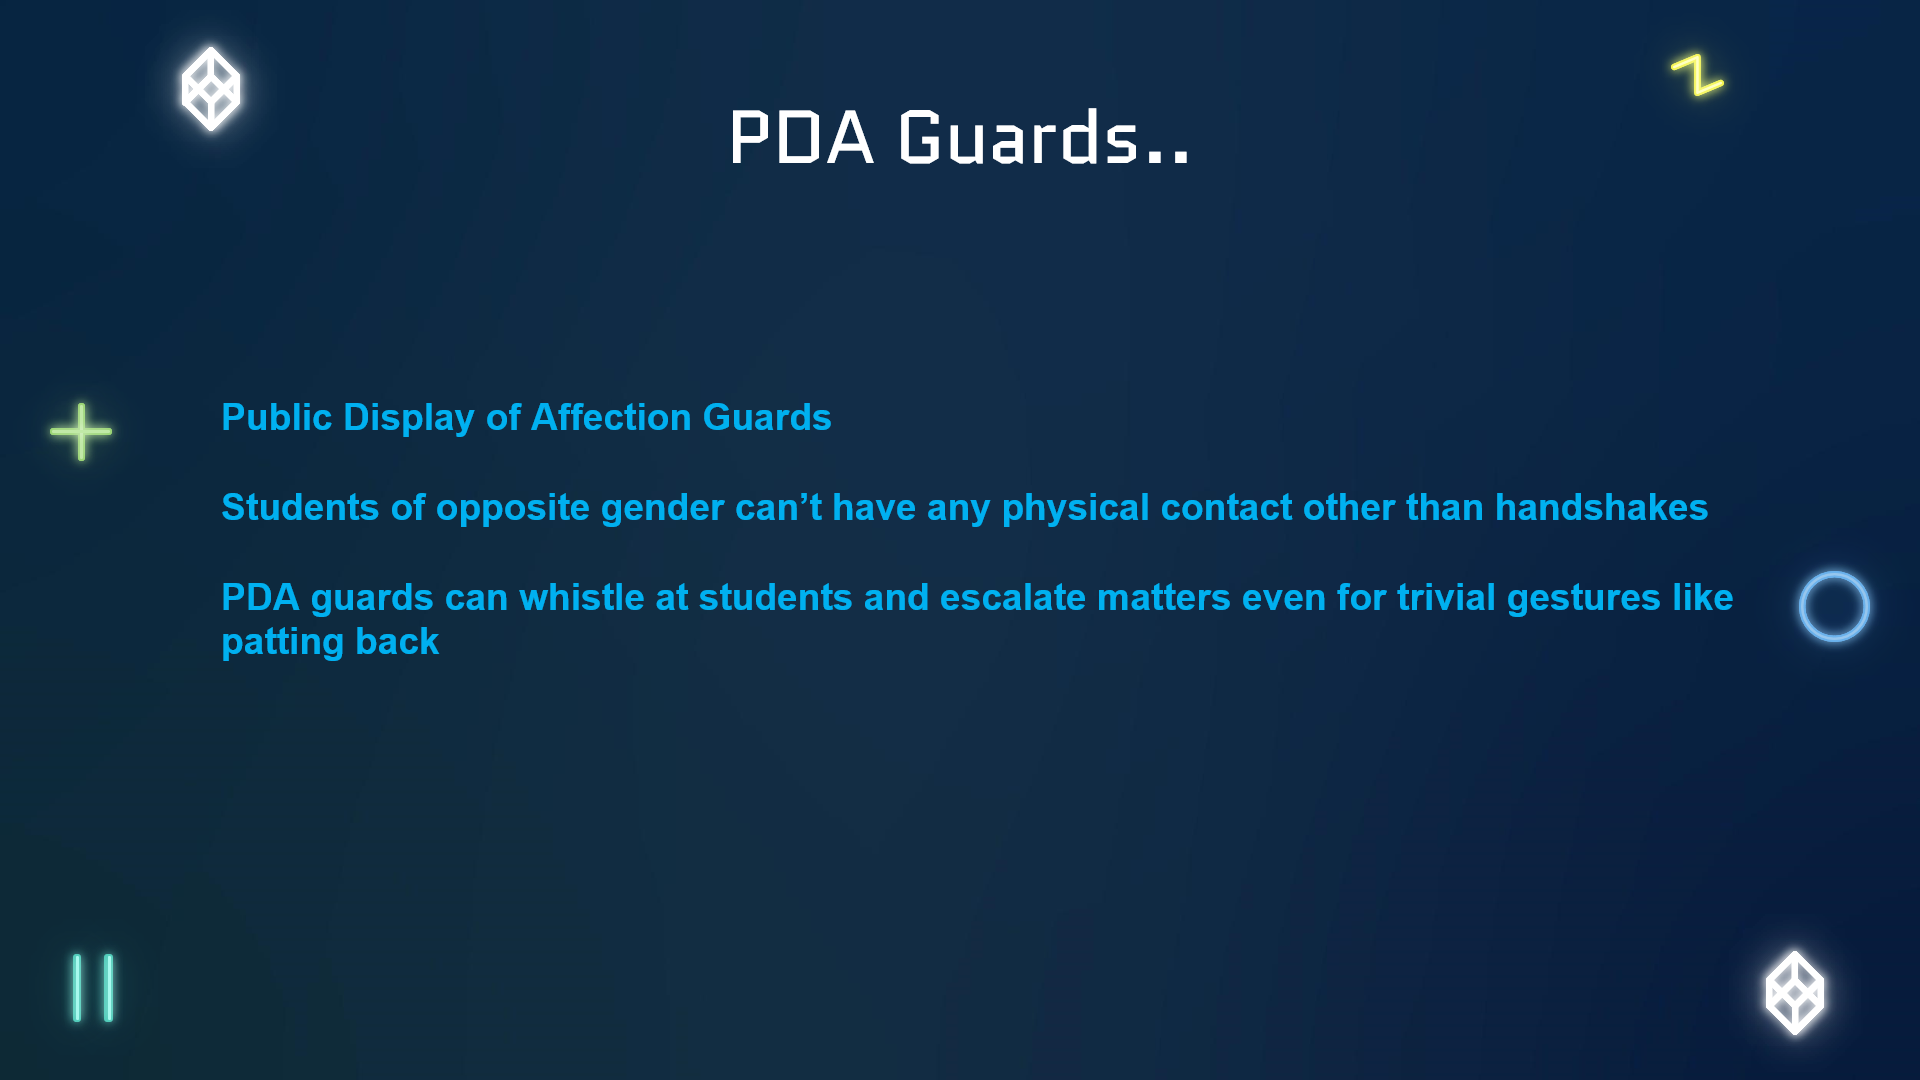 PDA Guards..
Public Display of Affection Guards
Students of opposite gender can’t have any physical contact other than handshakes
PDA guards can whistle at students and escalate matters even for trivial gestures like
patting back